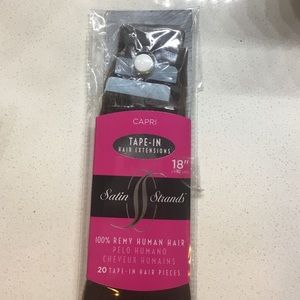 CAPRI
TAPE-IN
HAIR EXTENSIONS
18"
Satin Strands
100% REMY HUMAN HAIR
PELO HUMANO
CHEVEUX HUMAINS
20 TAPE-IN HAIR PIECES